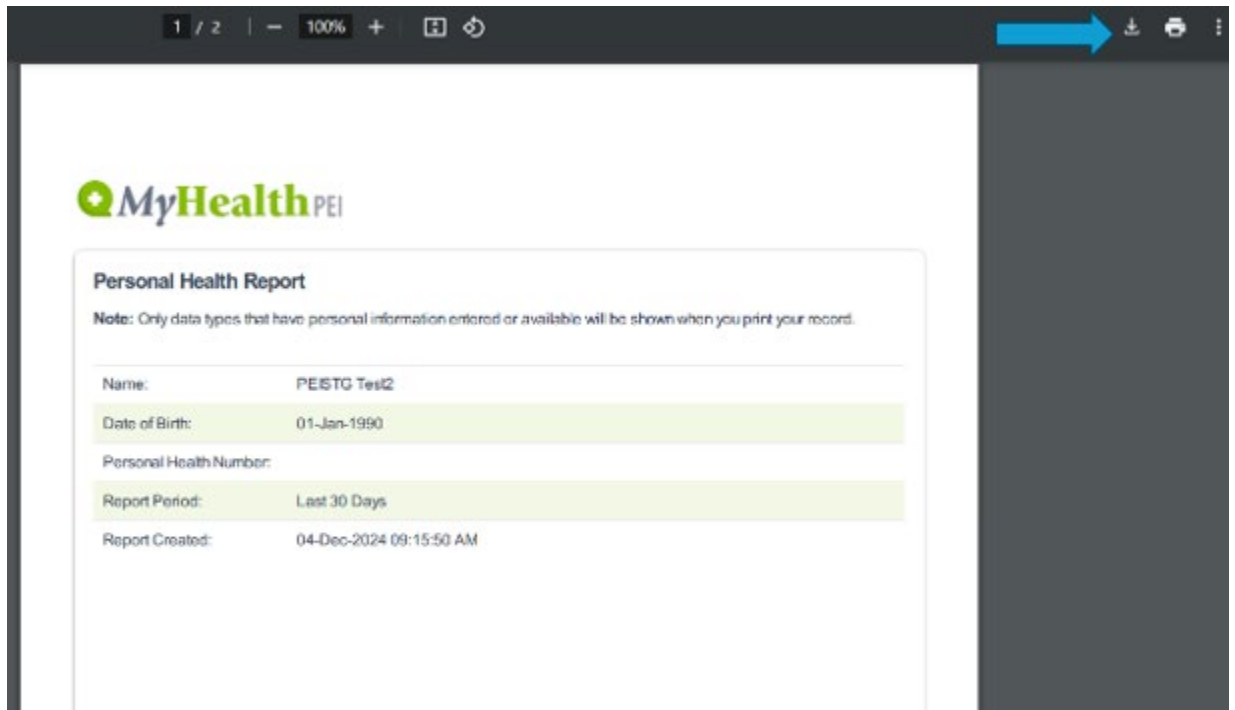 1 / 2 100%
MyHealth PEI
Personal Health Report
Note: Only data types that have personal information entered or available will be shown when you print your record.
Name: PEISTG Test2
Date of Birth: 01-Jan-1990
Personal Health Number:
Report Period: Last 30 Days
Report Created: 04-Dec-2024 09:15:50 AM